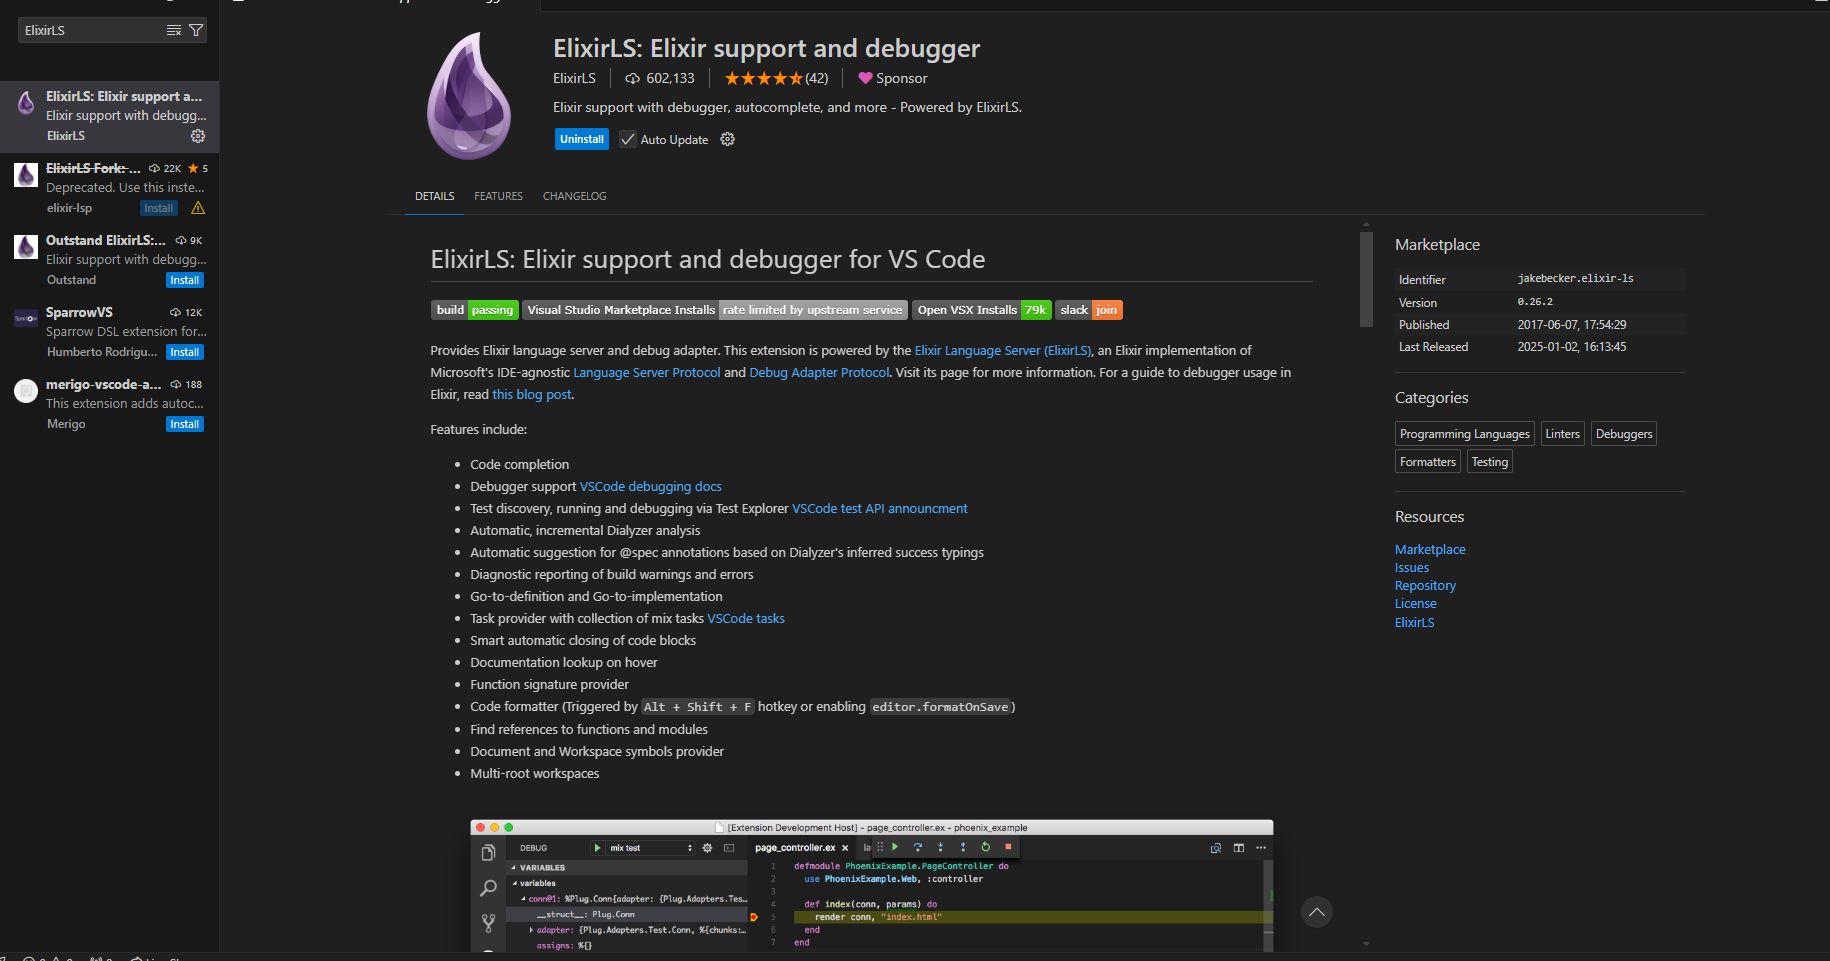 ElixirLS
ElixirLS: Elixir support a...
Elixir support with debugg...
ElixirLS
ElixirLS Fork: ... 22K 5
Deprecated. Use this inste...
elixir-lsp Install
Outstand ElixirLS:... 9K
Elixir support with debugg...
Outstand Install
SparrowVS 12K
Sparrow DSL extension for...
Humberto Rodrigu... Install
merigo-vscode-a... 188
This extension adds autoc...
Merigo Install
ElixirLS: Elixir support and debugger
ElixirLS 602,133 (42) Sponsor
Elixir support with debugger, autocomplete, and more - Powered by ElixirLS.
Uninstall Auto Update
DETAILS FEATURES CHANGELOG
ElixirLS: Elixir support and debugger for VS Code
build passing Visual Studio Marketplace Installs rate limited by upstream service Open VSX Installs 79k slack join
Provides Elixir language server and debug adapter. This extension is powered by the Elixir Language Server (ElixirLS), an Elixir implementation of
Microsoft's IDE-agnostic Language Server Protocol and Debug Adapter Protocol. Visit its page for more information. For a guide to debugger usage in
Elixir, read this blog post.
Features include:
• Code completion
• Debugger support VSCode debugging docs
• Test discovery, running and debugging via Test Explorer VSCode test API announcment
• Automatic, incremental Dialyzer analysis
• Automatic suggestion for @spec annotations based on Dialyzer's inferred success typings
• Diagnostic reporting of build warnings and errors
• Go-to-definition and Go-to-implementation
• Task provider with collection of mix tasks VSCode tasks
• Smart automatic closing of code blocks
• Documentation lookup on hover
• Function signature provider
• Code formatter (Triggered by Alt + Shift + F hotkey or enabling editor.formatOnSave)
• Find references to functions and modules
• Document and Workspace symbols provider
• Multi-root workspaces
[Extension Development Host] - page_controller.ex - phoenix_example
DEBUG mix test
VARIABLES
variables
conn@1: %Plug.Conn{adapter: {Plug.Adapters.Tes...
__struct__: Plug.Conn
adapter: {Plug.Adapters.Test.Conn, %{chunks:...
assigns: %{}
page_controller.ex
1 defmodule PhoenixExample.PageController do
2 use PhoenixExample.Web, :controller
3
4 def index(conn, params) do
5 render conn, "index.html"
6 end
7 end
Marketplace
Identifier jakebecker.elixir-ls
Version 0.26.2
Published 2017-06-07, 17:54:29
Last Released 2025-01-02, 16:13:45
Categories
Programming Languages Linters Debuggers
Formatters Testing
Resources
Marketplace
Issues
Repository
License
ElixirLS